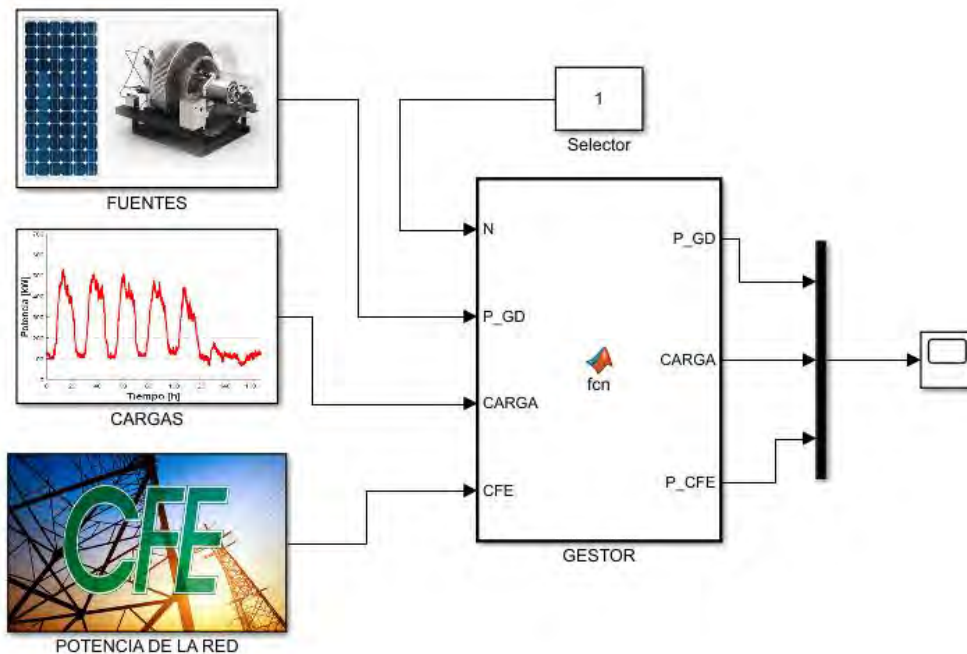 FUENTES
1
Selector
N
P_GD
CARGA
CFE
fcn
P_GD
CARGA
P_CFE
GESTOR
Potencia [kW]
Tiempo [h]
CARGAS
CFE
POTENCIA DE LA RED